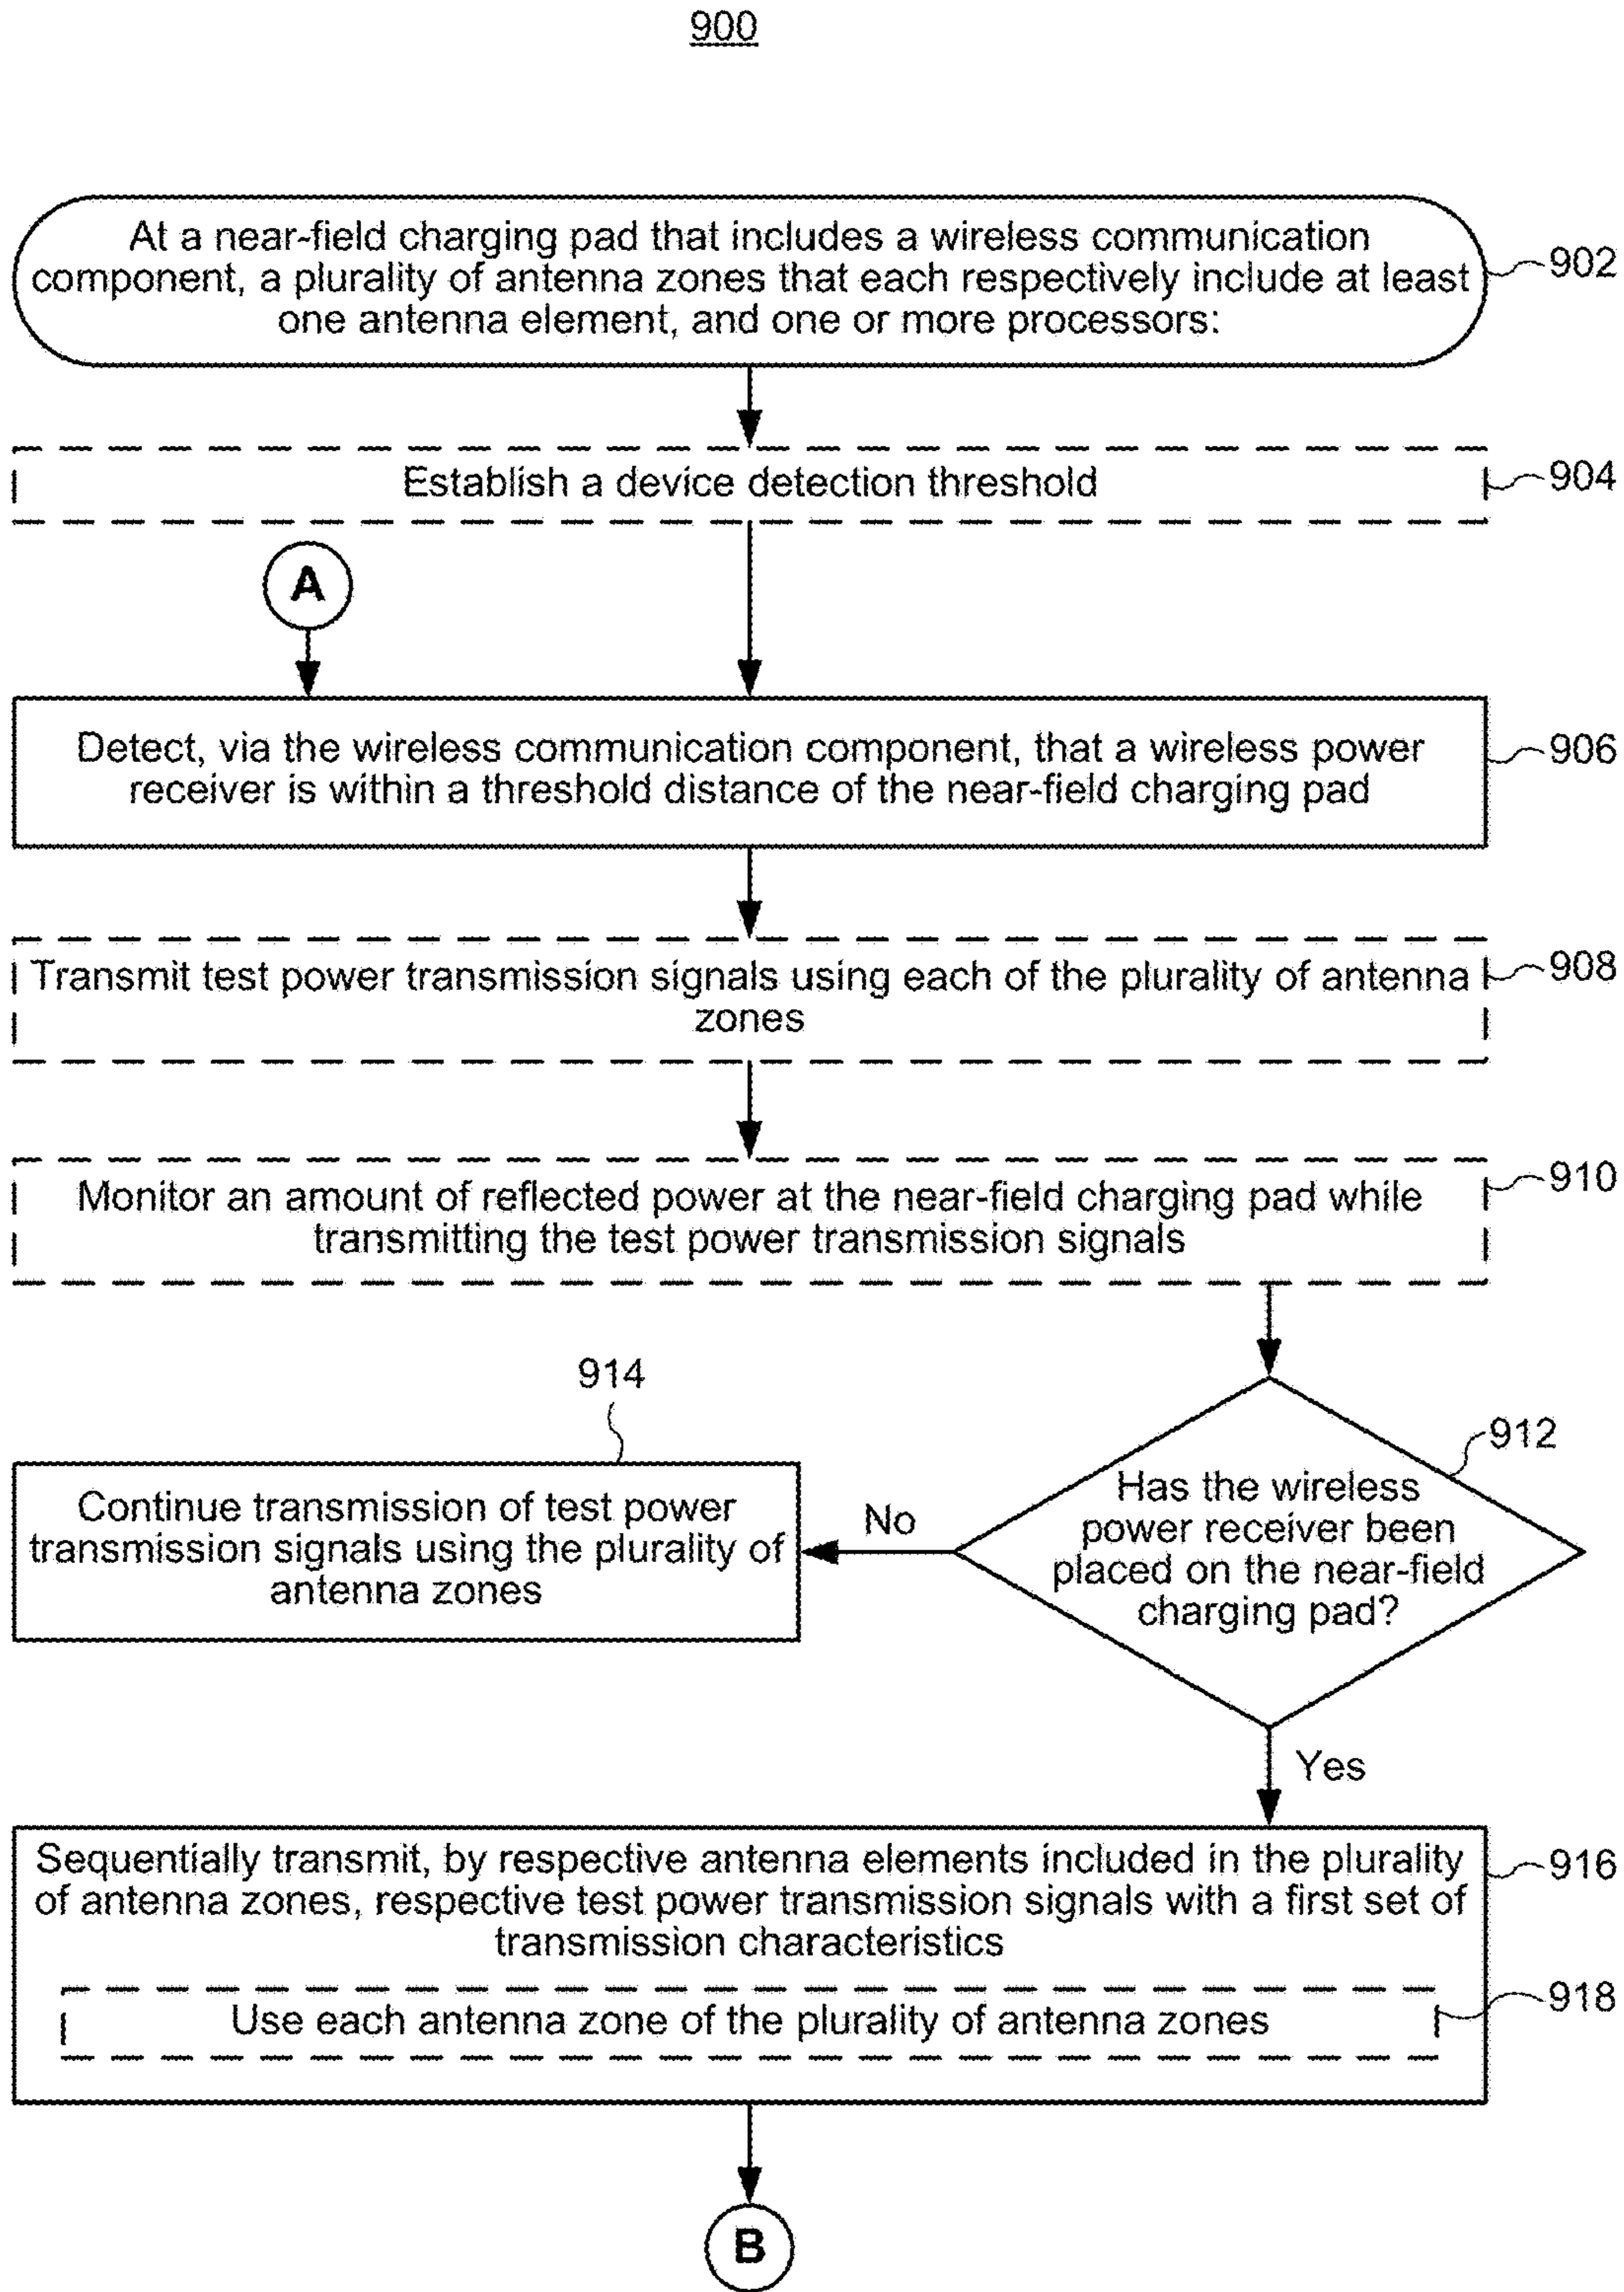 900
At a near-field charging pad that includes a wireless communication
component, a plurality of antenna zones that each respectively include at least
one antenna element, and one or more processors:
902
Establish a device detection threshold
904
A
Detect, via the wireless communication component, that a wireless power
receiver is within a threshold distance of the near-field charging pad
906
Transmit test power transmission signals using each of the plurality of antenna
zones
908
Monitor an amount of reflected power at the near-field charging pad while
transmitting the test power transmission signals
910
Has the wireless
power receiver been
placed on the near-field
charging pad?
912
No
914
Continue transmission of test power
transmission signals using the plurality of
antenna zones
Yes
Sequentially transmit, by respective antenna elements included in the plurality
of antenna zones, respective test power transmission signals with a first set of
transmission characteristics
916
Use each antenna zone of the plurality of antenna zones
918
B